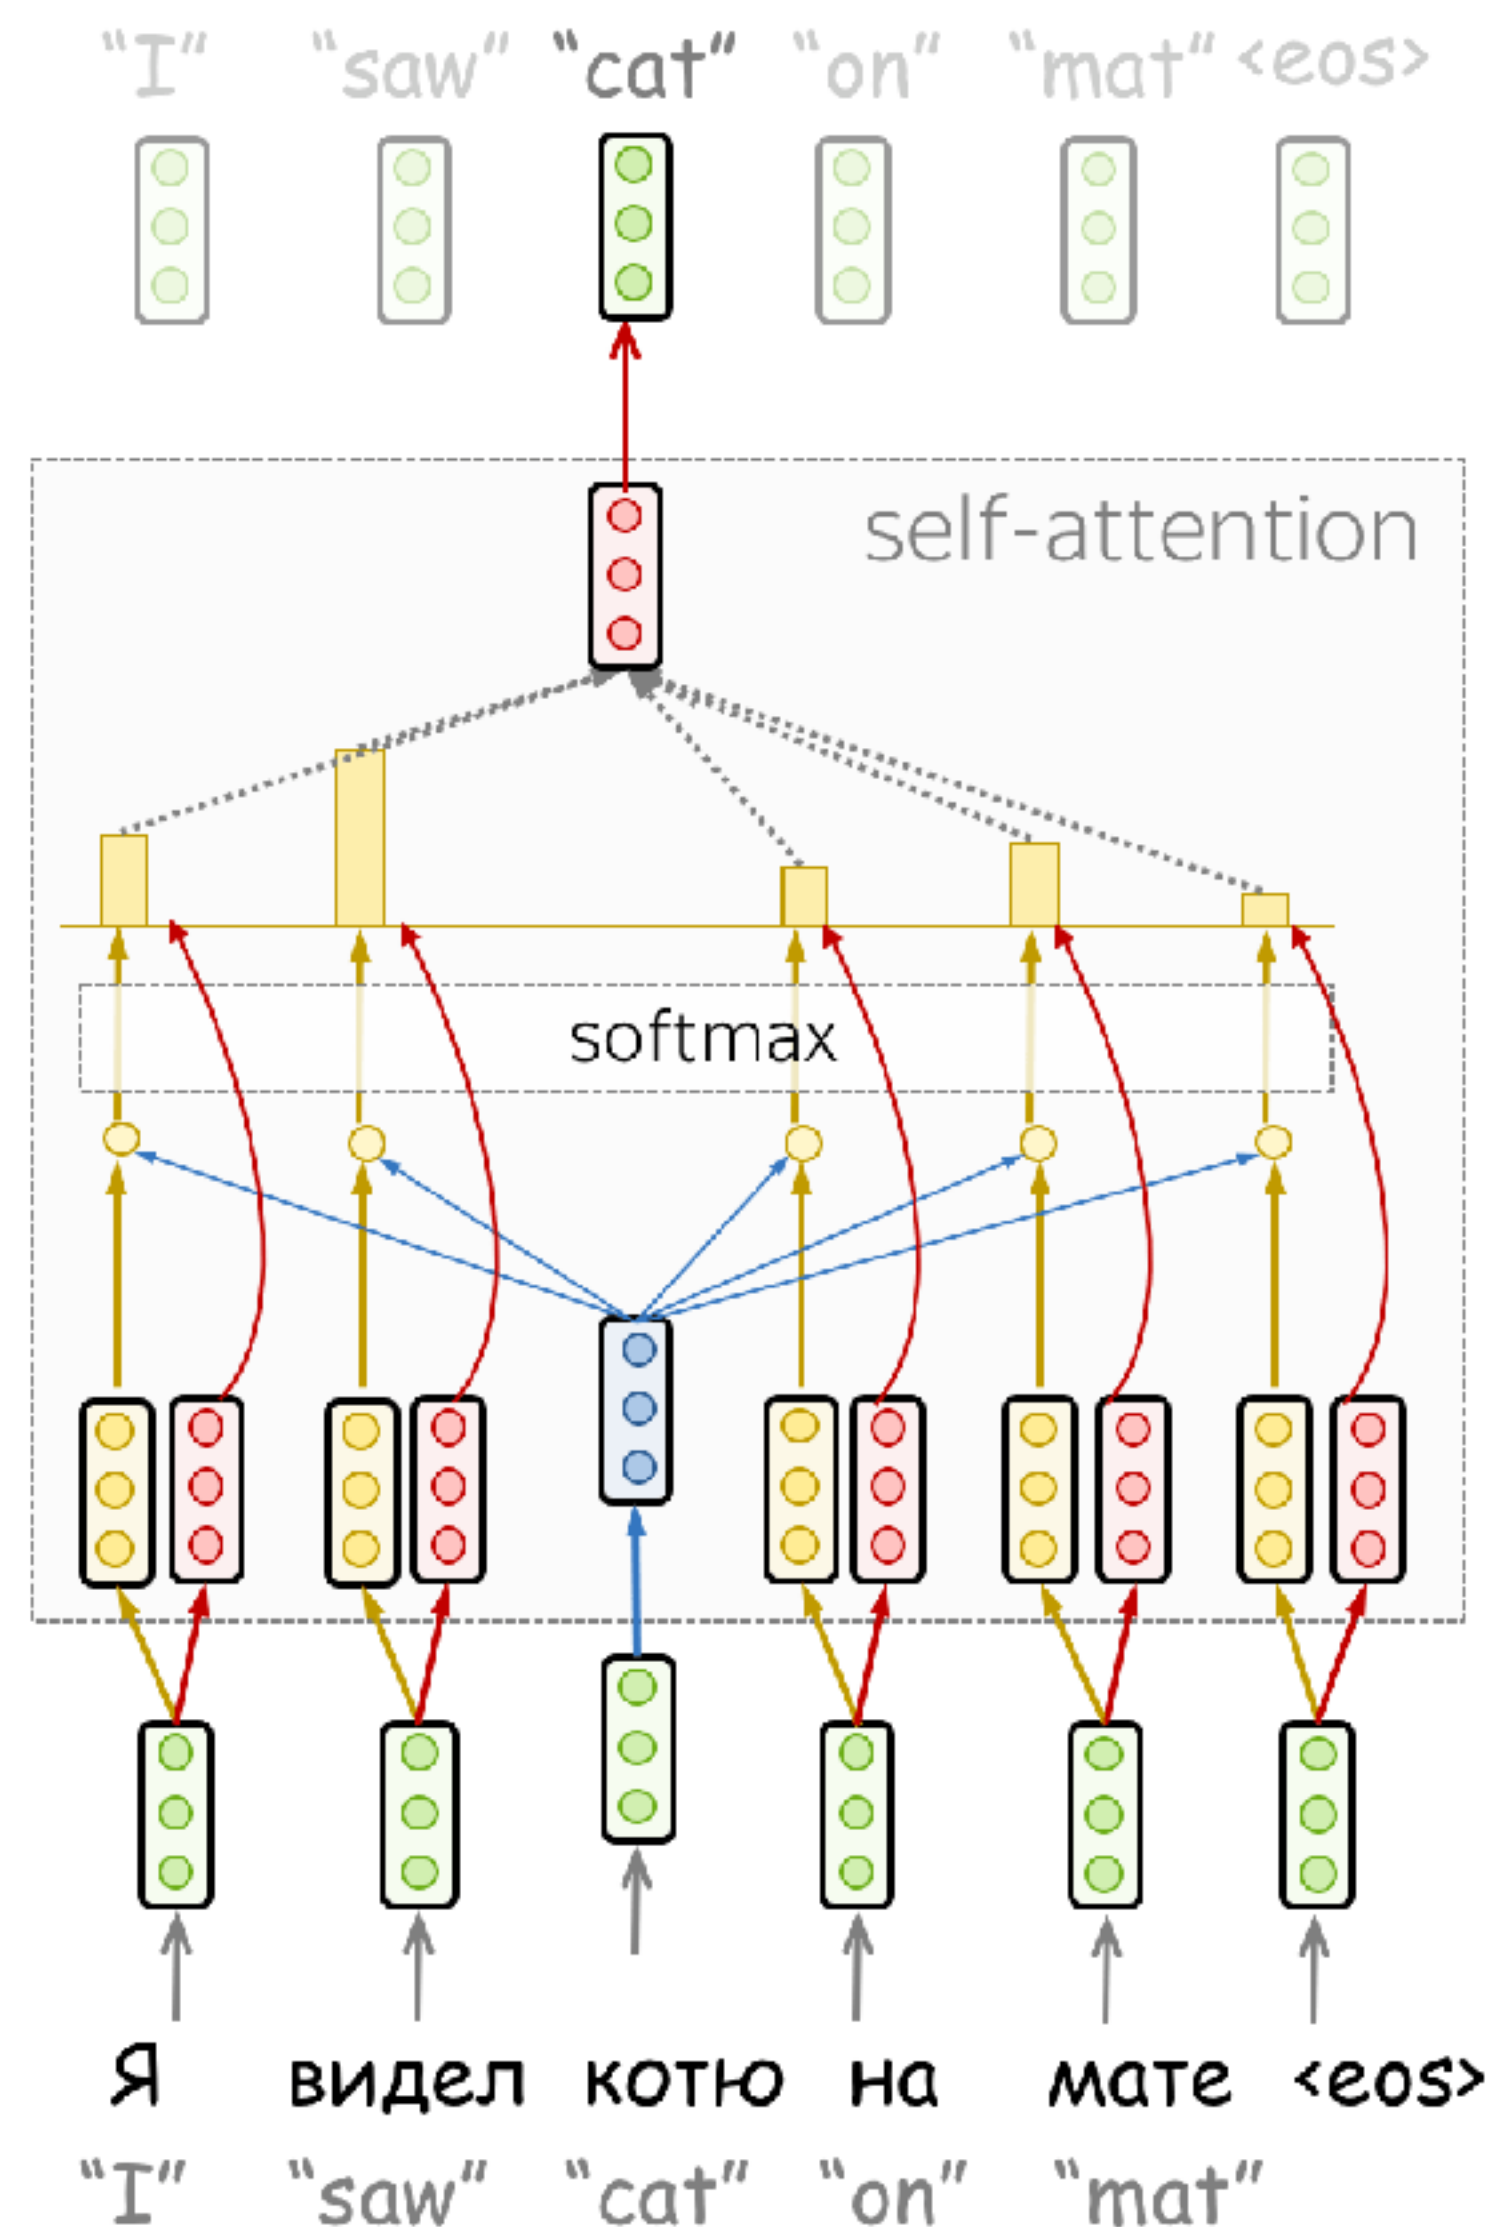 “I” “saw” “cat” “on” “mat” <eos>
self-attention
softmax
Я видел котю на мате <eos>
“I” “saw” “cat” “on” “mat”